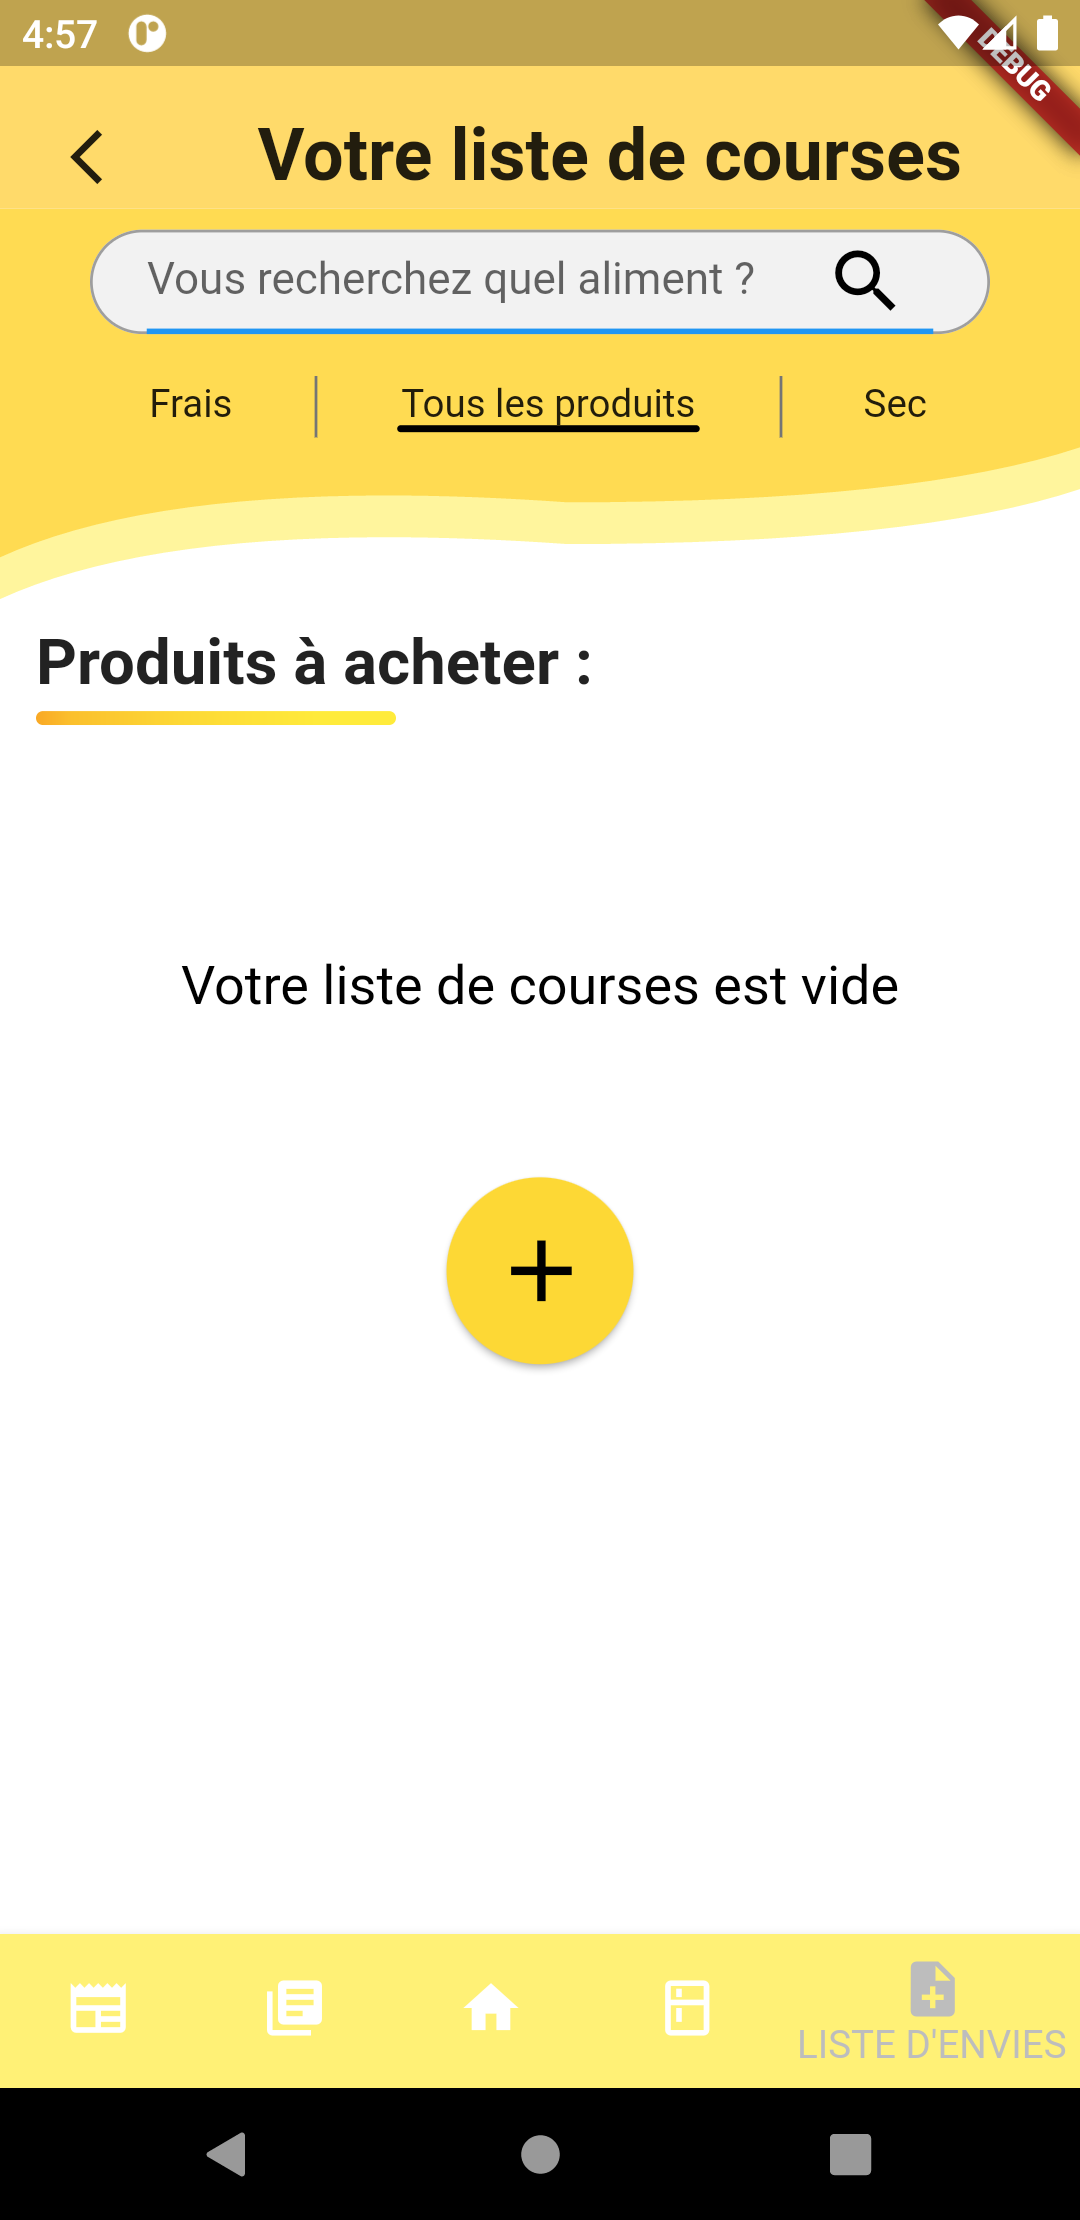 4:57
DEBUG
Votre liste de courses
Vous recherchez quel aliment ?
Frais
Tous les produits
Sec
Produits à acheter :
Votre liste de courses est vide
LISTE D'ENVIES